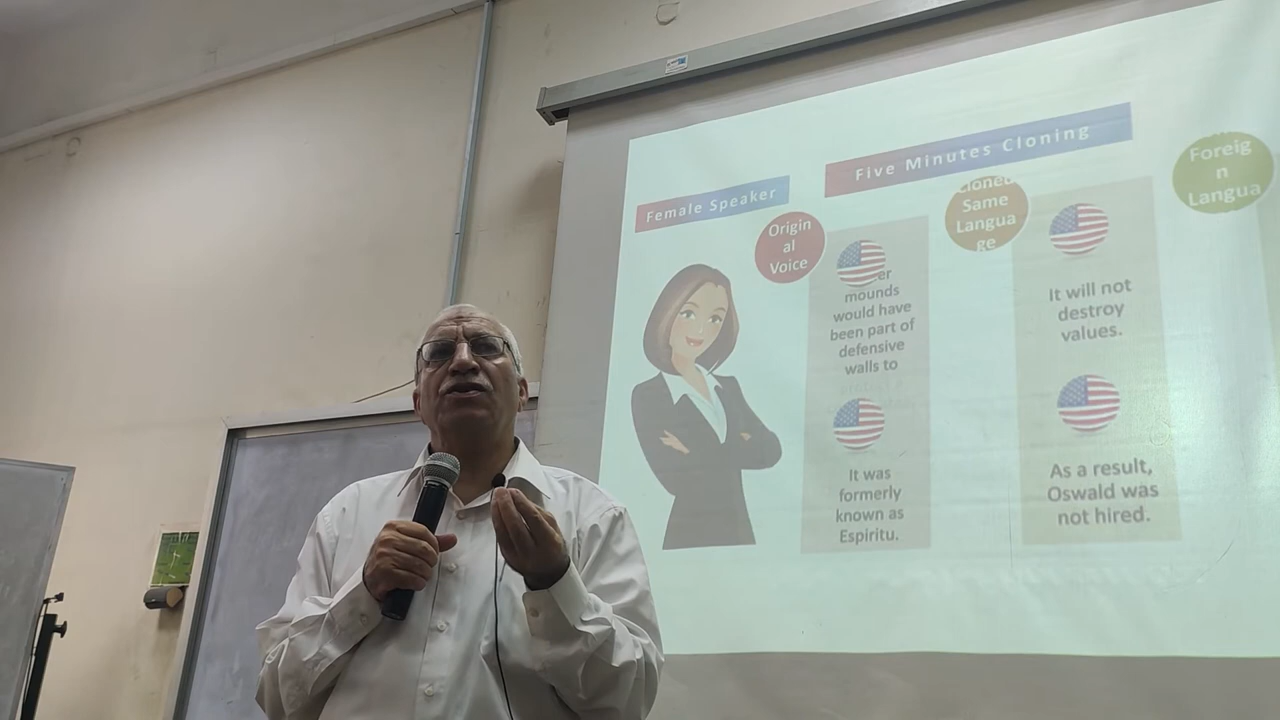 Five Minutes Cloning
Female Speaker
Origin
al
Voice
er
mounds
would have
been part of
defensive
walls to
It was
formerly
known as
Espiritu.
Cloned
Same
Langua
ge
It will not
destroy
values.
As a result,
Oswald was
not hired.
Foreig
n
Langua